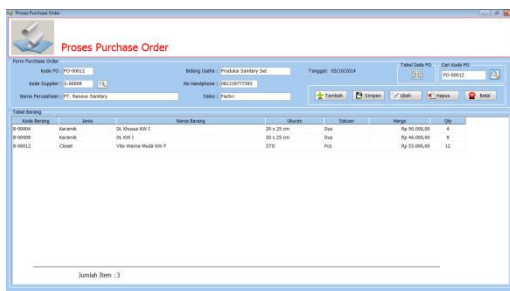 Proses Purchase Order
Proses Purchase Order
Form Purchase Order
Kode PO PO-00012
Bidang Usaha : Produksi Sanitary Set
Tanggal: 05/10/2014
Tabel Data PO
Cari Kode PO
PO-00012
Kode Supplier : S-00009
No Handphone : 081319777302
Nama Perusahaan : PT. Renovo Sanitary
Sales : Padlvi
Tambah Simpan Ubah Hapus Batal
Tabel Barang
Kode Barang Jenis Nama Barang Ukuran Satuan Harga Qty
B-00004 Keramik DL Khusus KW I 20 x 25 cm Dus Rp 50.000,00 4
B-00005 Keramik DL KW I 20 x 25 cm Dus Rp 46.000,00 9
B-00012 Closet Vito Warna Muda KW P STD Pcs Rp 53.000,00 12
Jumlah Item : 3